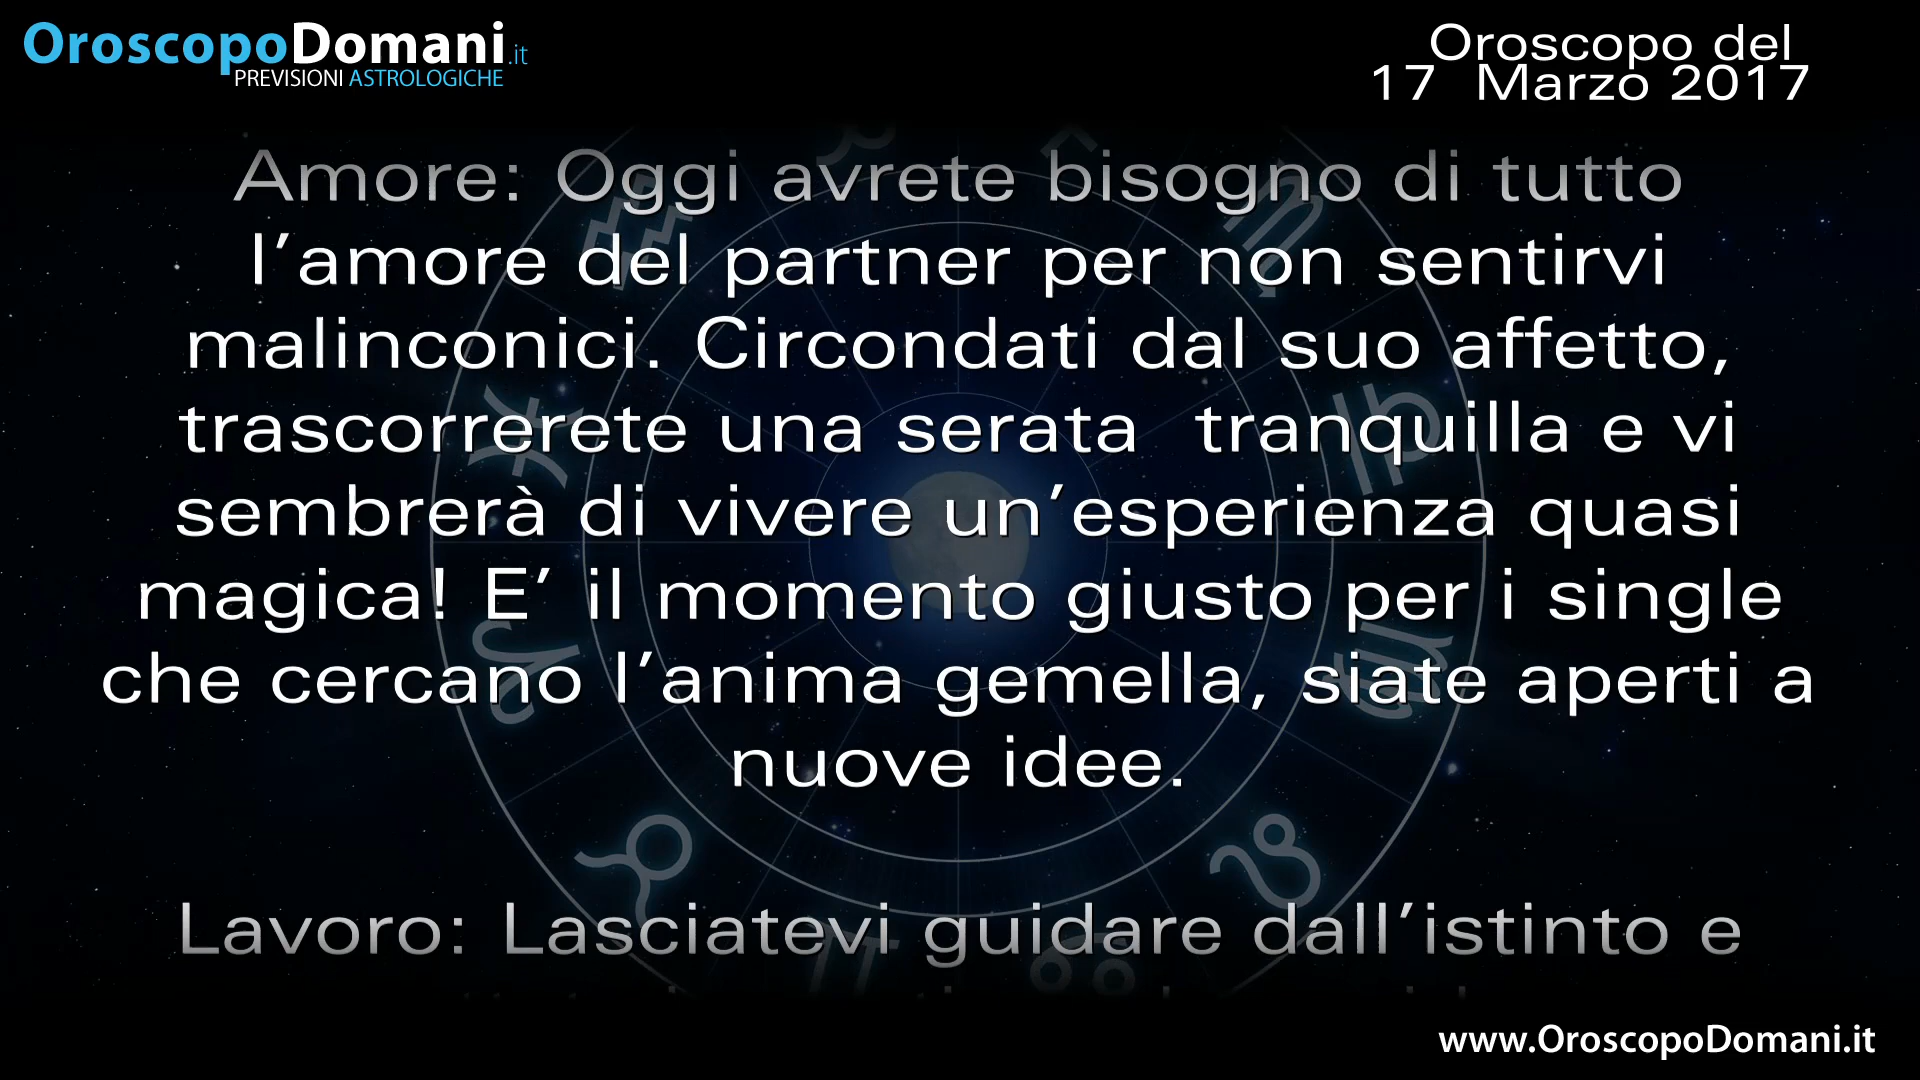 OroscopoDomani.it
PREVISIONI ASTROLOGICHE
Oroscopo del
17 Marzo 2017
Amore: Oggi avrete bisogno di tutto
l’amore del partner per non sentirvi
malinconici. Circondati dal suo affetto,
trascorrerete una serata tranquilla e vi
sembrerà di vivere un’esperienza quasi
magica! E’ il momento giusto per i single
che cercano l’anima gemella, siate aperti a
nuove idee.
Lavoro: Lasciatevi guidare dall’istinto e
www.OroscopoDomani.it